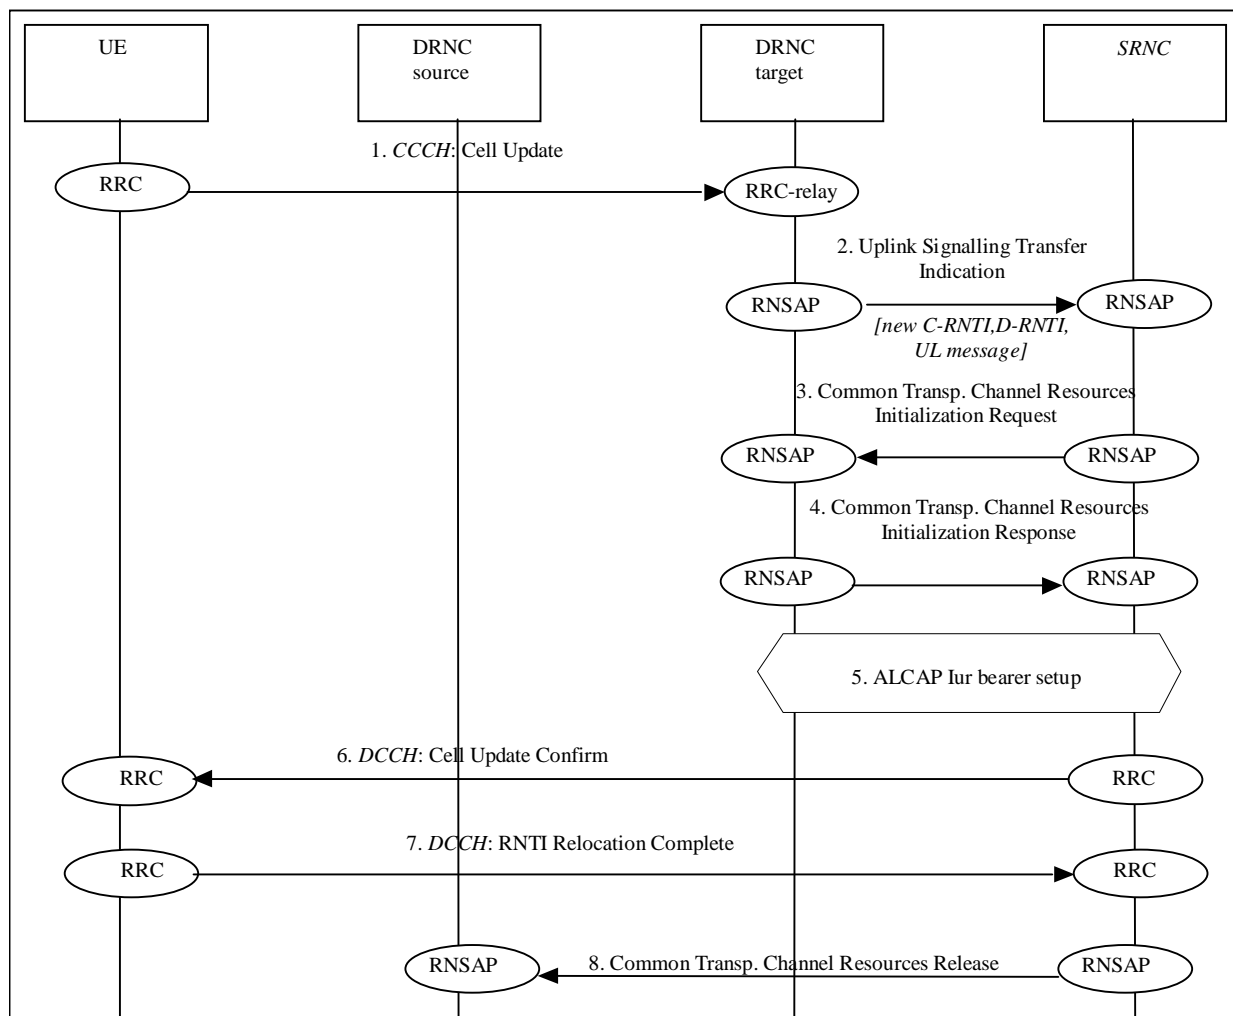 UE
DRNC
source
DRNC
target
SRNC
1. CCCH: Cell Update
RRC
RRC-relay
2. Uplink Signalling Transfer
Indication
RNSAP
RNSAP
[new C-RNTI,D-RNTI,
UL message]
3. Common Transp. Channel Resources
Initialization Request
RNSAP
RNSAP
4. Common Transp. Channel Resources
Initialization Response
RNSAP
RNSAP
5. ALCAP Iur bearer setup
6. DCCH: Cell Update Confirm
RRC
RRC
7. DCCH: RNTI Relocation Complete
RRC
RRC
RNSAP
8. Common Transp. Channel Resources Release
RNSAP